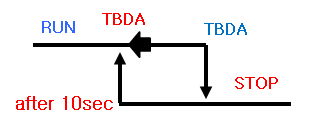 TBDA
RUN
TBDA
STOP
after 10sec